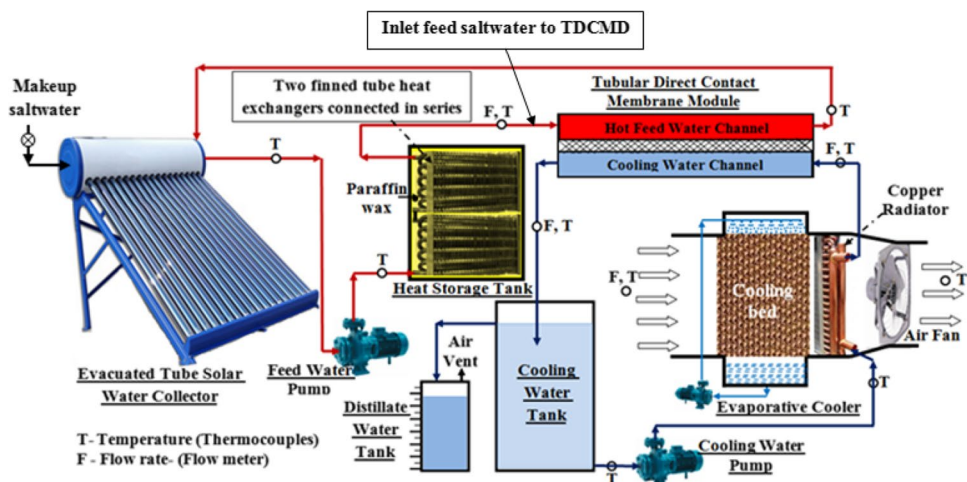 Inlet feed saltwater to TDCMD
Makeup
saltwater
Two finned tube heat
exchangers connected in series
Tubular Direct Contact
Membrane Module
F, T
T
Hot Feed Water Channel
Cooling Water Channel
T
F, T
Paraffin
wax
Copper
Radiator
F, T
T
Heat Storage Tank
F, T
Cooling
bed
T
Air Fan
Evacuated Tube Solar
Water Collector
Feed Water
Pump
Air
Vent
Distillate
Water
Tank
Cooling
Water
Tank
T
Evaporative Cooler
T
Cooling Water
Pump
T- Temperature (Thermocouples)
F - Flow rate- (Flow meter)